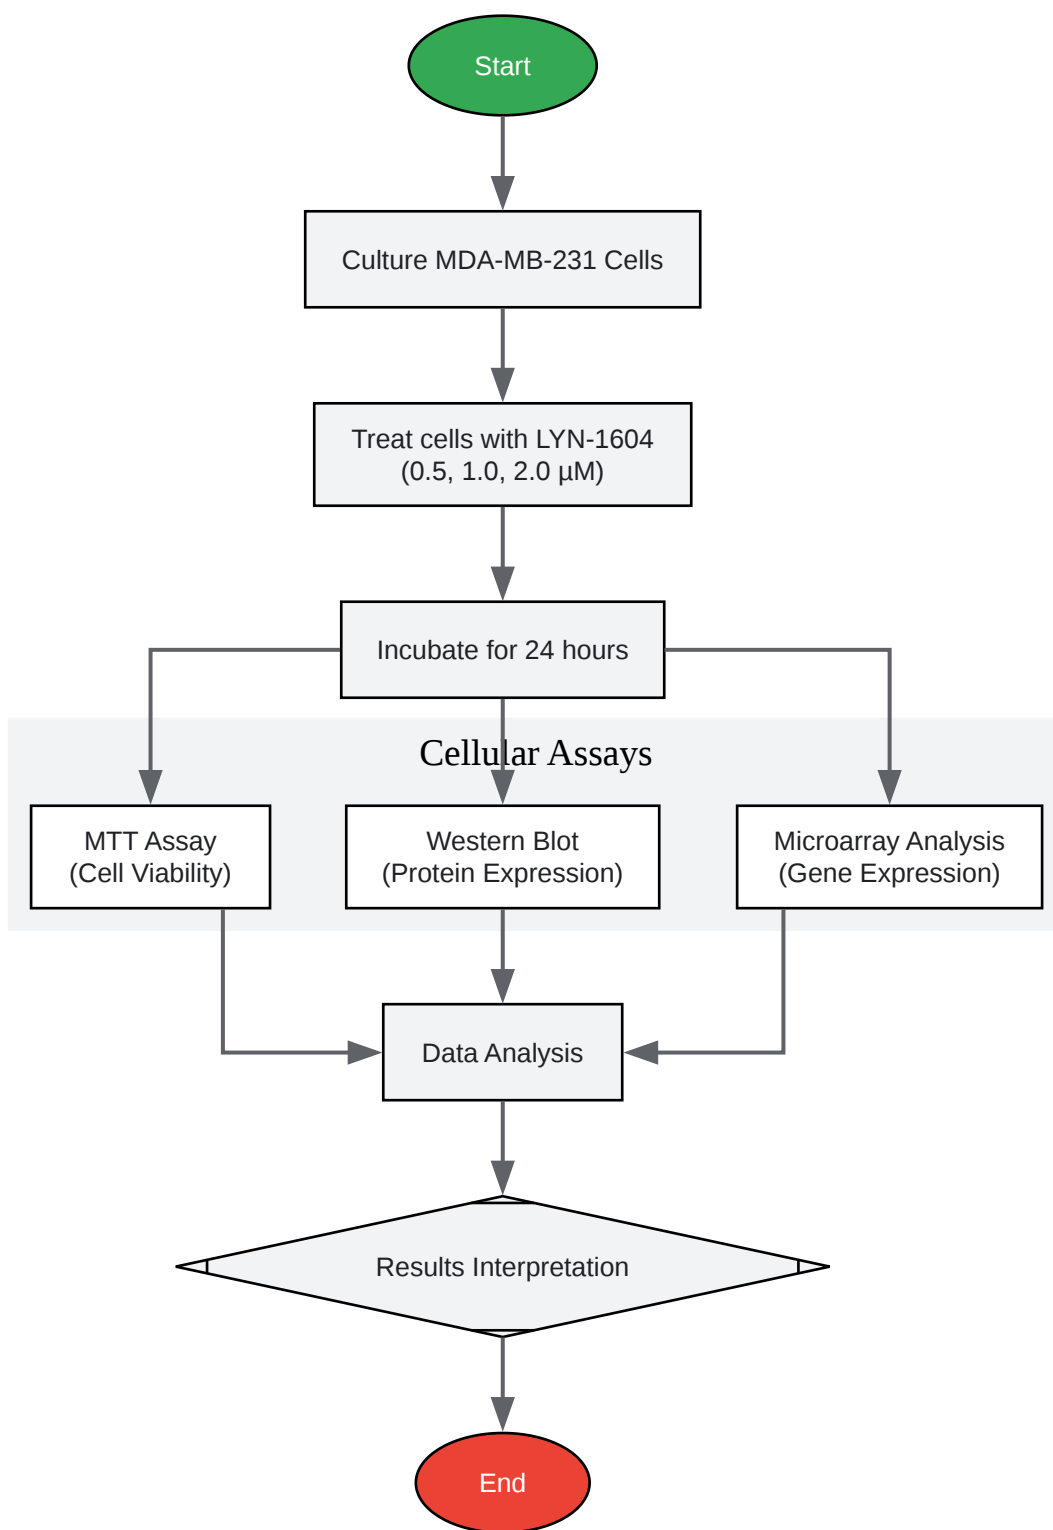 Start
Culture MDA-MB-231 Cells
Treat cells with LYN-1604
(0.5, 1.0, 2.0 µM)
Incubate for 24 hours
Cellular Assays
MTT Assay
(Cell Viability)
Western Blot
(Protein Expression)
Microarray Analysis
(Gene Expression)
Data Analysis
Results Interpretation
End